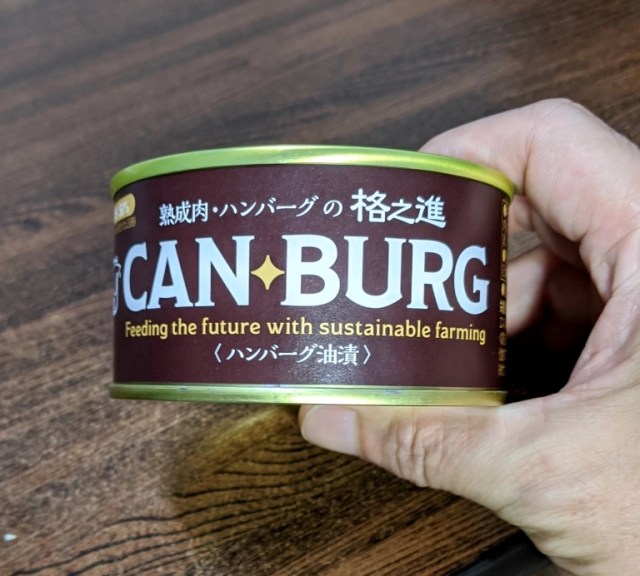 熟成肉・ハンバーグの格之進
CAN✦BURG
Feeding the future with sustainable farming
〈ハンバーグ油漬〉